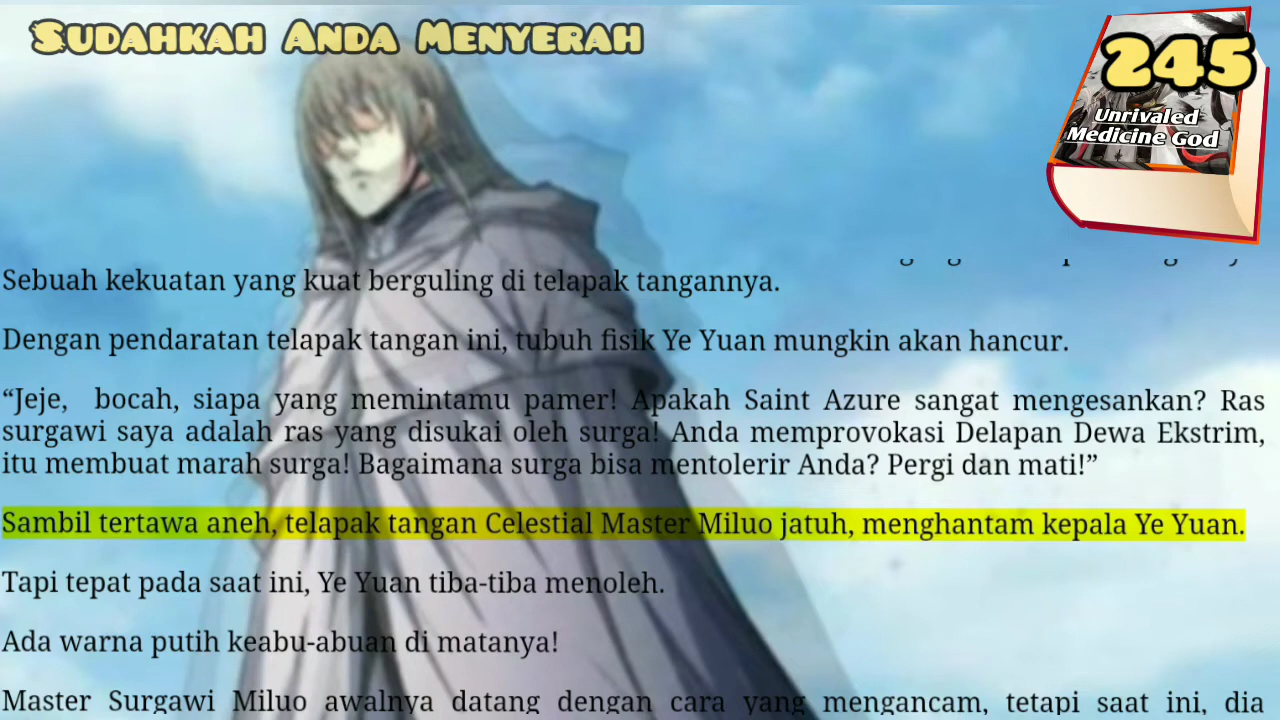 Sudahkah Anda Menyerah
245
Unrivaled
Medicine God
Sebuah kekuatan yang kuat berguling di telapak tangannya.
Dengan pendaratan telapak tangan ini, tubuh fisik Ye Yuan mungkin akan hancur.
“Jeje, bocah, siapa yang memintamu pamer! Apakah Saint Azure sangat mengesankan? Ras
surgawi saya adalah ras yang disukai oleh surga! Anda memprovokasi Delapan Dewa Ekstrim,
itu membuat marah surga! Bagaimana surga bisa mentolerir Anda? Pergi dan mati!”
Sambil tertawa aneh, telapak tangan Celestial Master Miluo jatuh, menghantam kepala Ye Yuan.
Tapi tepat pada saat ini, Ye Yuan tiba-tiba menoleh.
Ada warna putih keabu-abuan di matanya!
Master Surgawi Miluo awalnya datang dengan cara yang mengancam, tetapi saat ini, dia